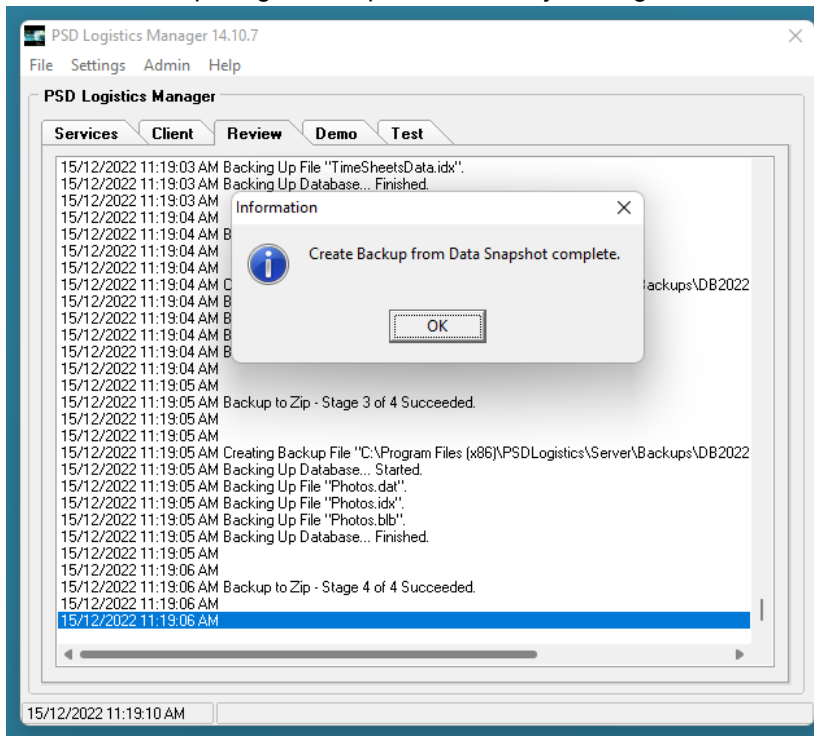 PSD Logistics Manager 14.10.7
File Settings Admin Help
PSD Logistics Manager
Services Client Review Demo Test
15/12/2022 11:19:03 AM Backing Up File "TimeSheetsData.idx".
15/12/2022 11:19:03 AM Backing Up Database... Finished.
15/12/2022 11:19:03 AM
15/12/2022 11:19:04 AM
15/12/2022 11:19:04 AM B
15/12/2022 11:19:04 AM
15/12/2022 11:19:04 AM
15/12/2022 11:19:04 AM C ackups\DB2022
15/12/2022 11:19:04 AM B
15/12/2022 11:19:04 AM B
15/12/2022 11:19:04 AM B
15/12/2022 11:19:04 AM B
15/12/2022 11:19:04 AM
15/12/2022 11:19:05 AM
15/12/2022 11:19:05 AM Backup to Zip - Stage 3 of 4 Succeeded.
15/12/2022 11:19:05 AM
15/12/2022 11:19:05 AM
15/12/2022 11:19:05 AM Creating Backup File "C:\Program Files (x86)\PSDLogistics\Server\Backups\DB2022
15/12/2022 11:19:05 AM Backing Up Database... Started.
15/12/2022 11:19:05 AM Backing Up File "Photos.dat".
15/12/2022 11:19:05 AM Backing Up File "Photos.idx".
15/12/2022 11:19:05 AM Backing Up File "Photos.blb".
15/12/2022 11:19:05 AM Backing Up Database... Finished.
15/12/2022 11:19:05 AM
15/12/2022 11:19:06 AM
15/12/2022 11:19:06 AM Backup to Zip - Stage 4 of 4 Succeeded.
15/12/2022 11:19:06 AM
15/12/2022 11:19:06 AM
Information
Create Backup from Data Snapshot complete.
OK
15/12/2022 11:19:10 AM